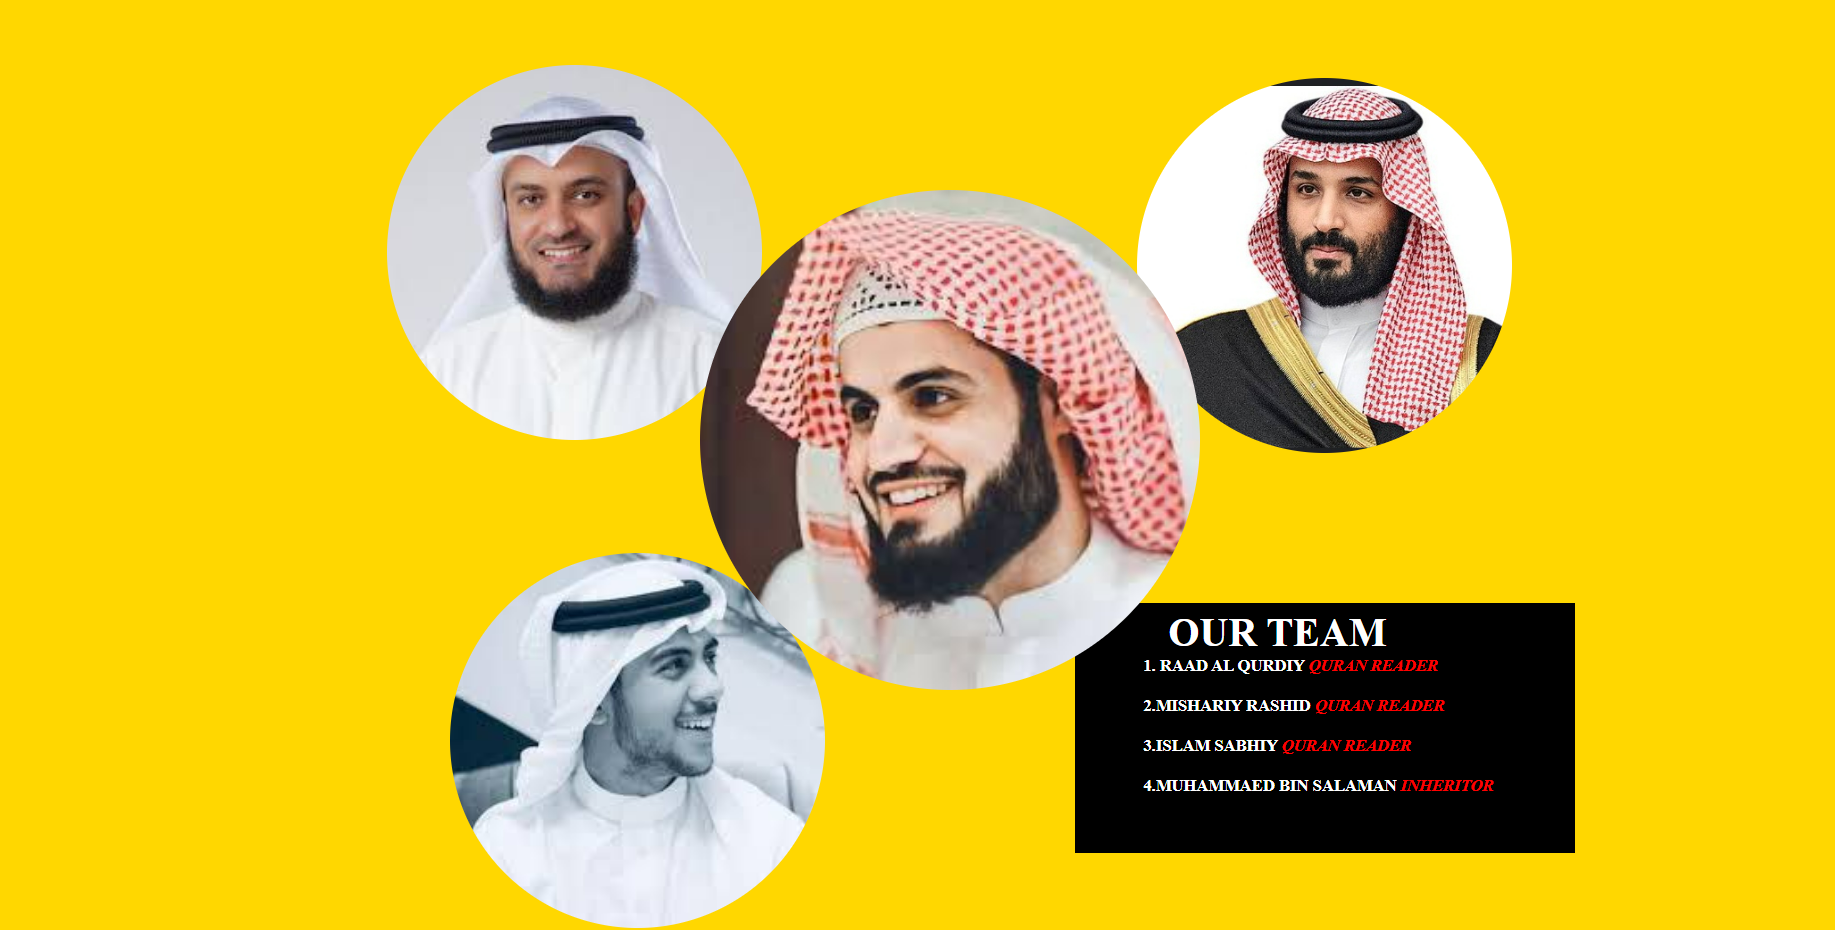 OUR TEAM
1. RAAD AL QURDIY QURAN READER
2.MISHARIY RASHID QURAN READER
3.ISLAM SABHIY QURAN READER
4.MUHAMMAED BIN SALAMAN INHERITOR